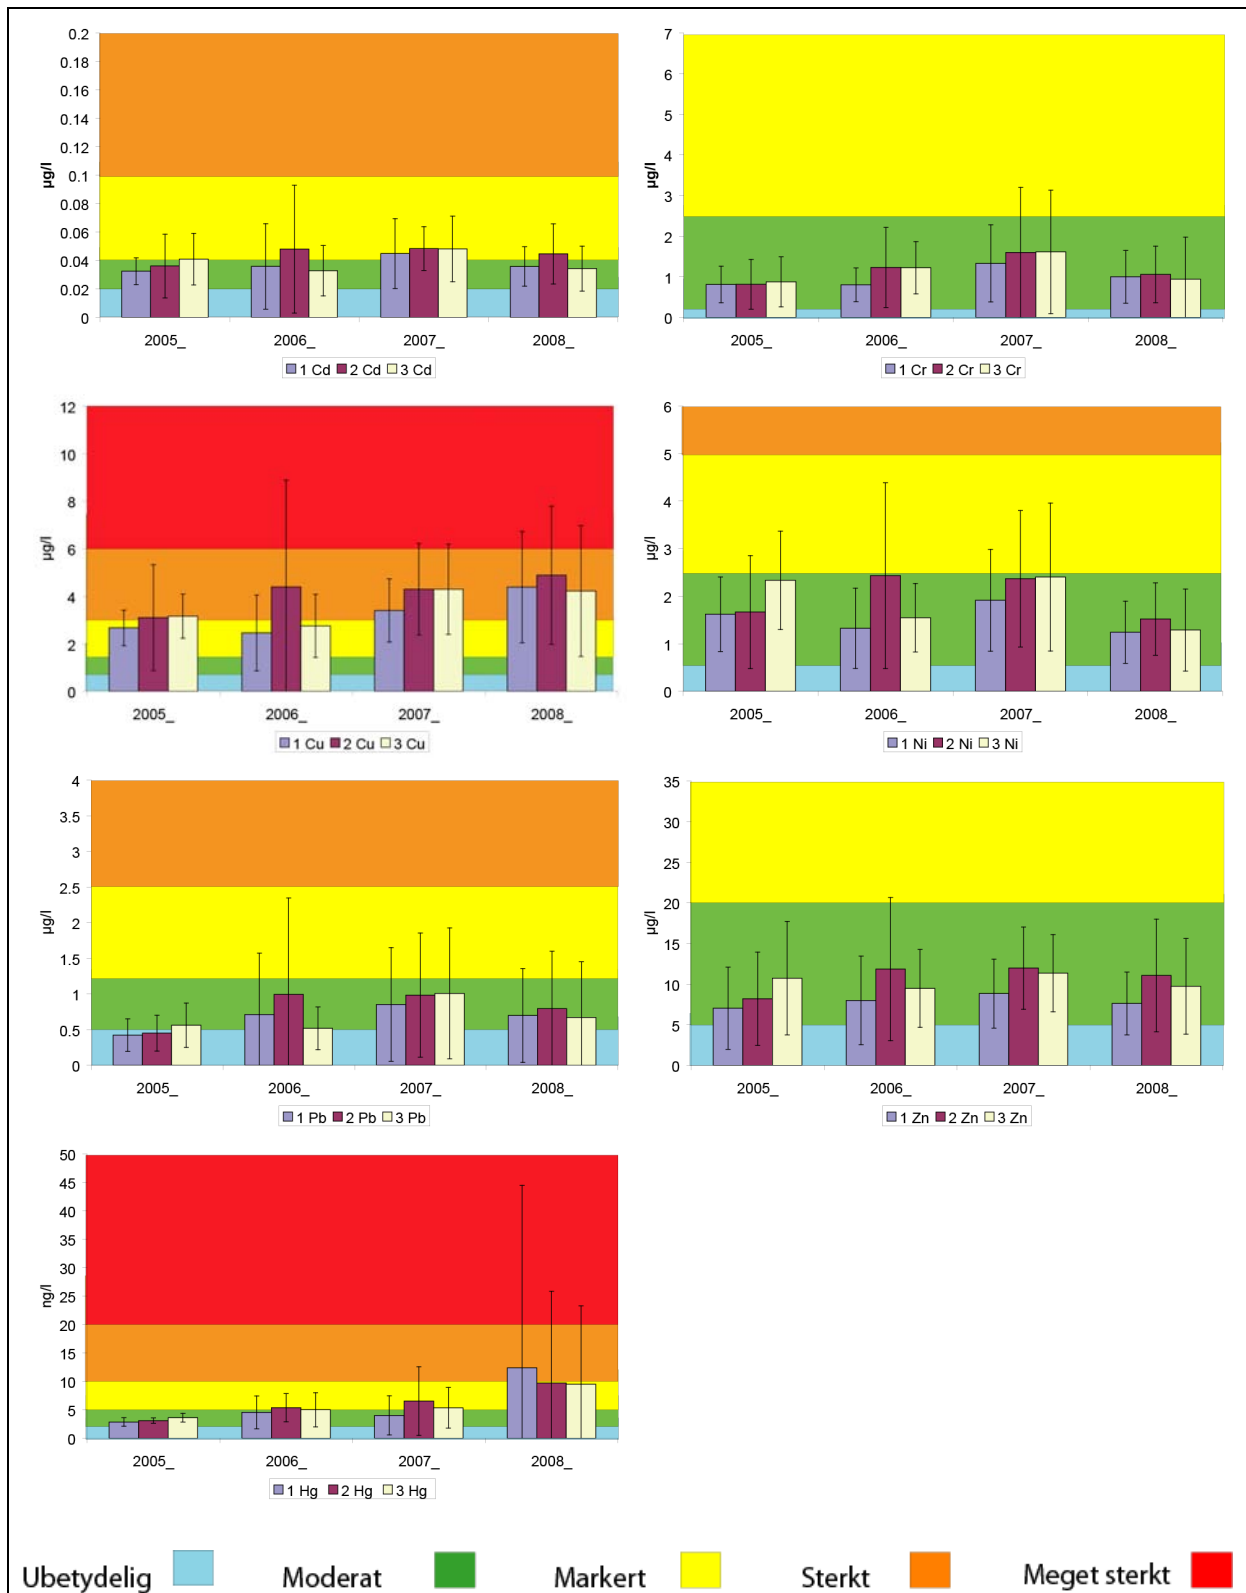 0.2
0.18
0.16
0.14
0.12
0.1
0.08
0.06
0.04
0.02
0
µg/l
2005_ 2006_ 2007_ 2008_
1 Cd 2 Cd 3 Cd
7
6
5
4
3
2
1
0
µg/l
2005_ 2006_ 2007_ 2008_
1 Cr 2 Cr 3 Cr
12
10
8
6
4
2
0
µg/l
2005_ 2006_ 2007_ 2008_
1 Cu 2 Cu 3 Cu
6
5
4
3
2
1
0
µg/l
2005_ 2006_ 2007_ 2008_
1 Ni 2 Ni 3 Ni
4
3.5
3
2.5
2
1.5
1
0.5
0
µg/l
2005_ 2006_ 2007_ 2008_
1 Pb 2 Pb 3 Pb
35
30
25
20
15
10
5
0
µg/l
2005_ 2006_ 2007_ 2008_
1 Zn 2 Zn 3 Zn
50
45
40
35
30
25
20
15
10
5
0
ng/l
2005_ 2006_ 2007_ 2008_
1 Hg 2 Hg 3 Hg
Ubetydelig Moderat Markert Sterkt Meget sterkt